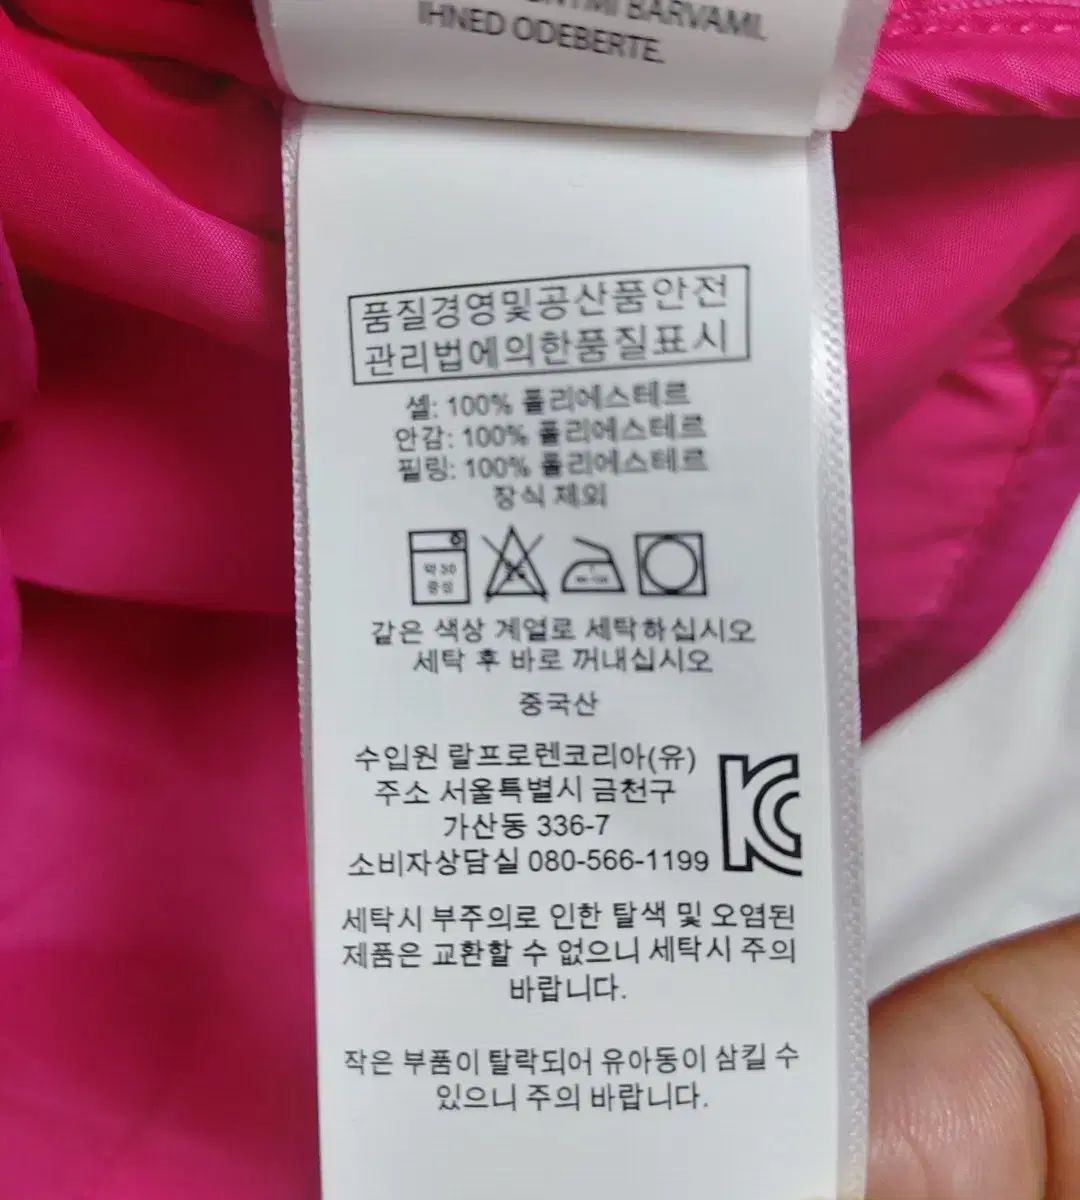 BARVAMI.
IHNED ODEBERTE.
품질경영및공산품안전
관리법에의한품질표시
셸: 100% 폴리에스테르
안감: 100% 폴리에스테르
필링: 100% 폴리에스테르
장식 제외
약 30
중성
같은 색상 계열로 세탁하십시오
세탁 후 바로 꺼내십시오
중국산
수입원 랄프로렌코리아(유)
주소 서울특별시 금천구
가산동 336-7
소비자상담실 080-566-1199
KC
세탁시 부주의로 인한 탈색 및 오염된
제품은 교환할 수 없으니 세탁시 주의
바랍니다.
작은 부품이 탈락되어 유아동이 삼킬 수
있으니 주의 바랍니다.